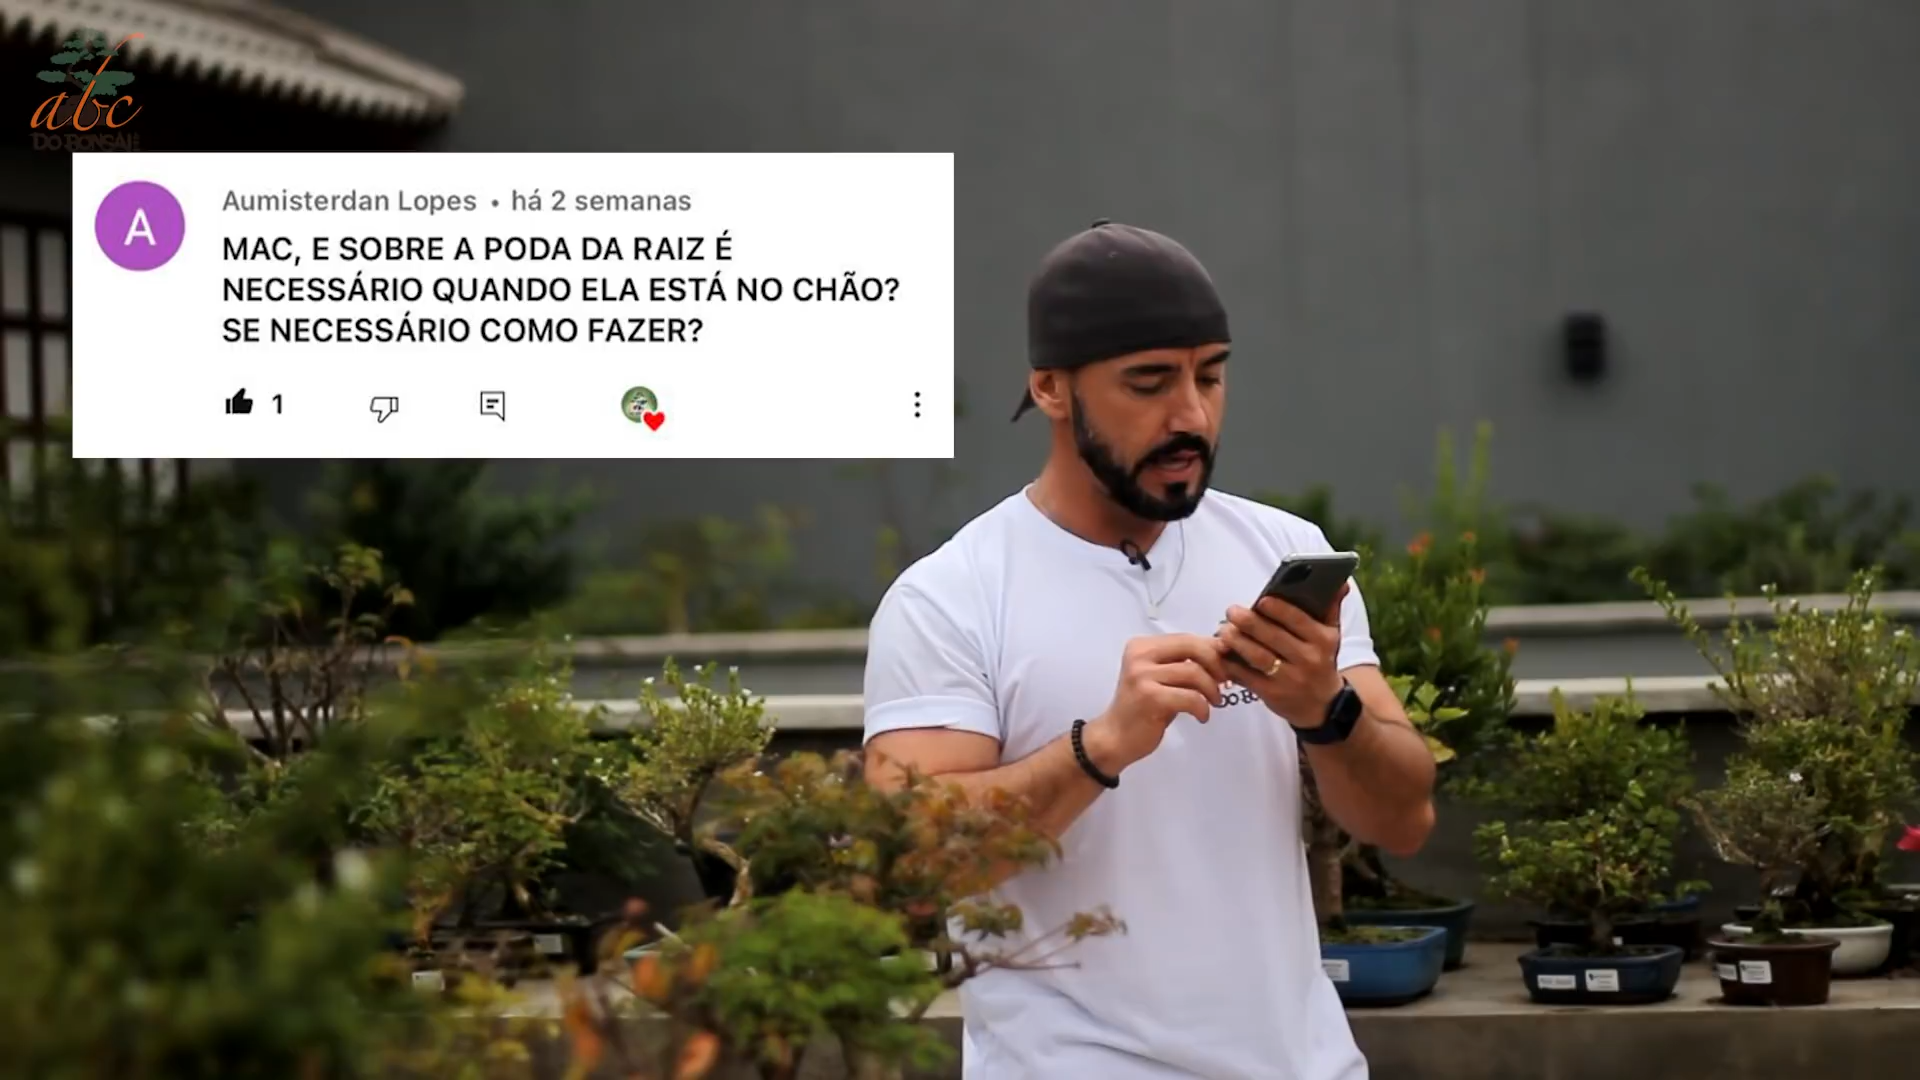 abc
DO BONSAI
Aumisterdan Lopes • há 2 semanas
MAC, E SOBRE A PODA DA RAIZ É
NECESSÁRIO QUANDO ELA ESTÁ NO CHÃO?
SE NECESSÁRIO COMO FAZER?
1
A